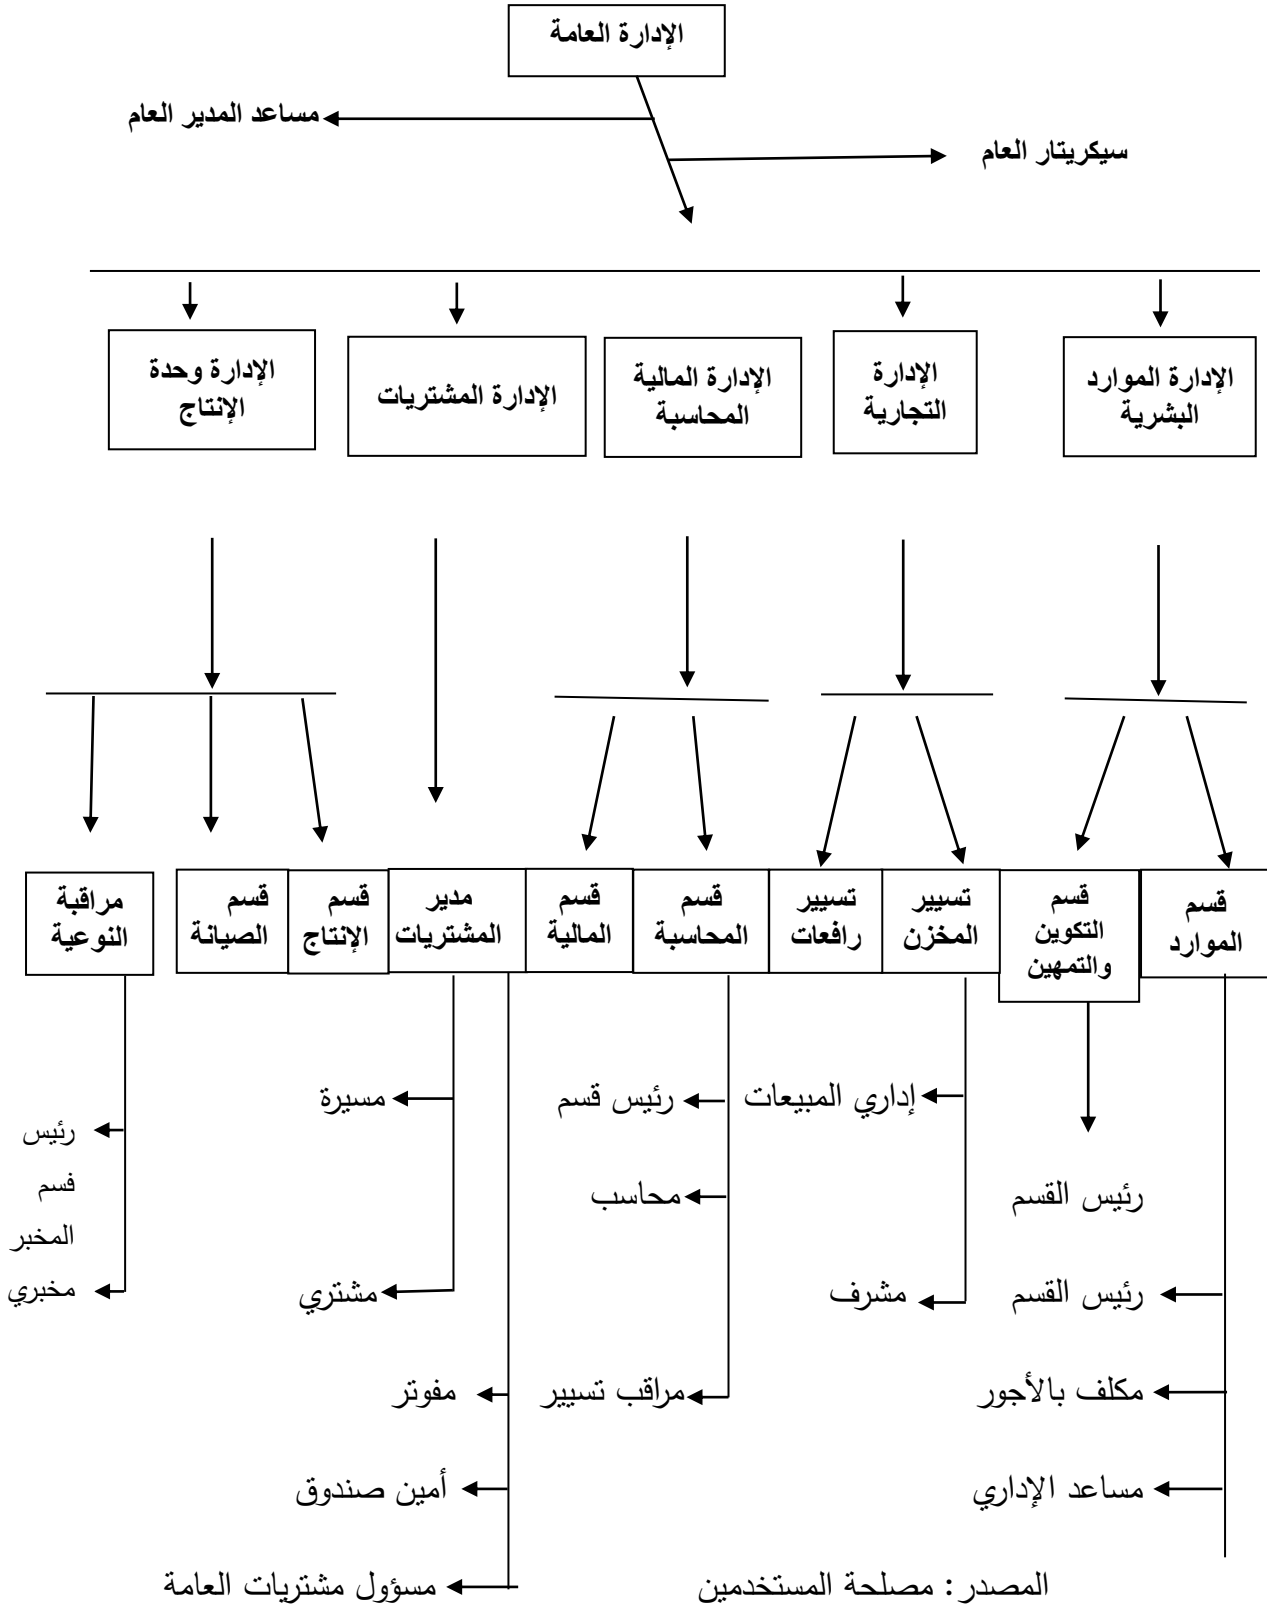 الإدارة العامة
مساعد المدير العام
سيكريتار العام
الإدارة الموارد
البشرية
الإدارة
التجارية
الإدارة المالية
المحاسبة
الإدارة المشتريات
الإدارة وحدة
الإنتاج
قسم
الموارد
قسم
التكوين
والتمهين
تسيير
المخزن
تسيير
رافعات
قسم
المحاسبة
قسم
المالية
مدير
المشتريات
قسم
الإنتاج
قسم
الصيانة
مراقبة
النوعية
رئيس القسم
رئيس القسم
مكلف بالأجور
مساعد الإداري
إداري المبيعات
مشرف
رئيس قسم
محاسب
مراقب تسيير
مسيرة
مشتري
مفوتر
أمين صندوق
مسؤول مشتريات العامة
رئيس
فسم
المخبر
مخبري
المصدر : مصلحة المستخدمين